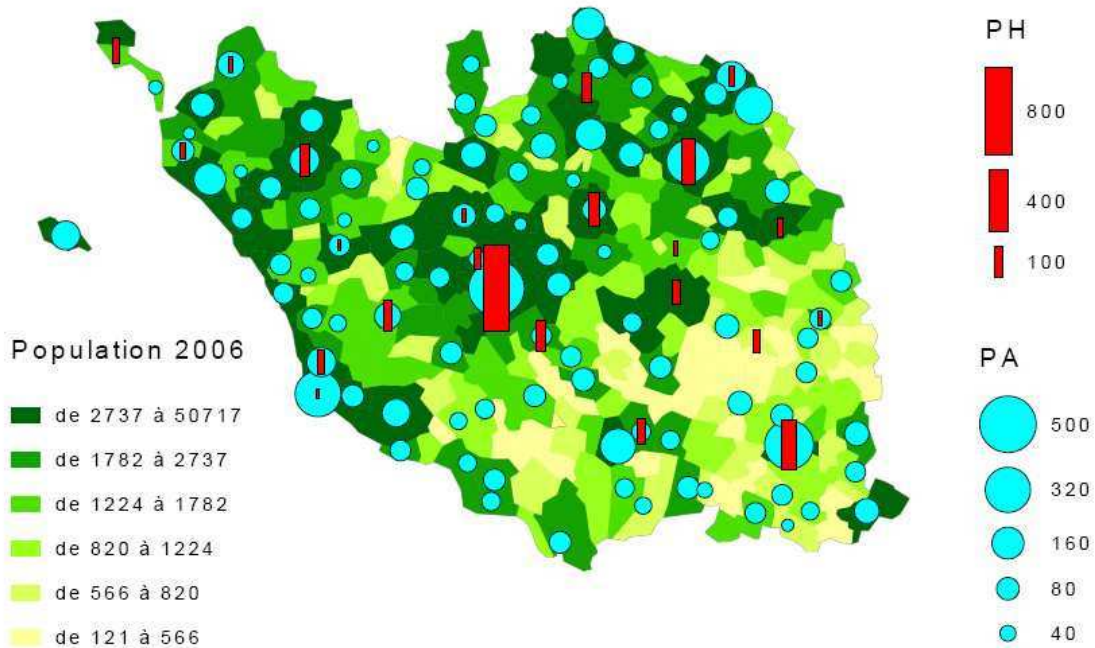 Population 2006
de 2737 à 50717
de 1782 à 2737
de 1224 à 1782
de 820 à 1224
de 566 à 820
de 121 à 566
PH
800
400
100
PA
500
320
160
80
40